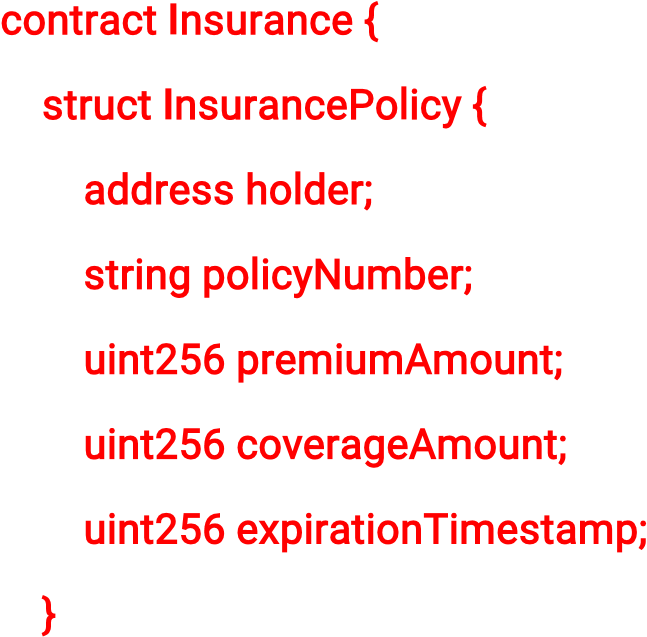 contract Insurance {
struct InsurancePolicy {
address holder;
string policyNumber;
uint256 premiumAmount;
uint256 coverageAmount;
uint256 expirationTimestamp;
}